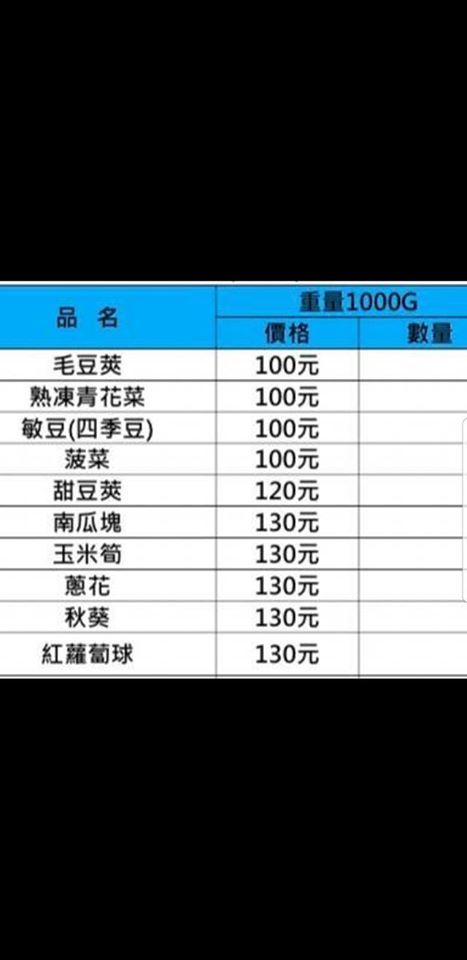 品 名 重量1000G
價格 數量
毛豆莢 100元
熟凍青花菜 100元
敏豆(四季豆) 100元
菠菜 100元
甜豆莢 120元
南瓜塊 130元
玉米筍 130元
蔥花 130元
秋葵 130元
紅蘿蔔球 130元